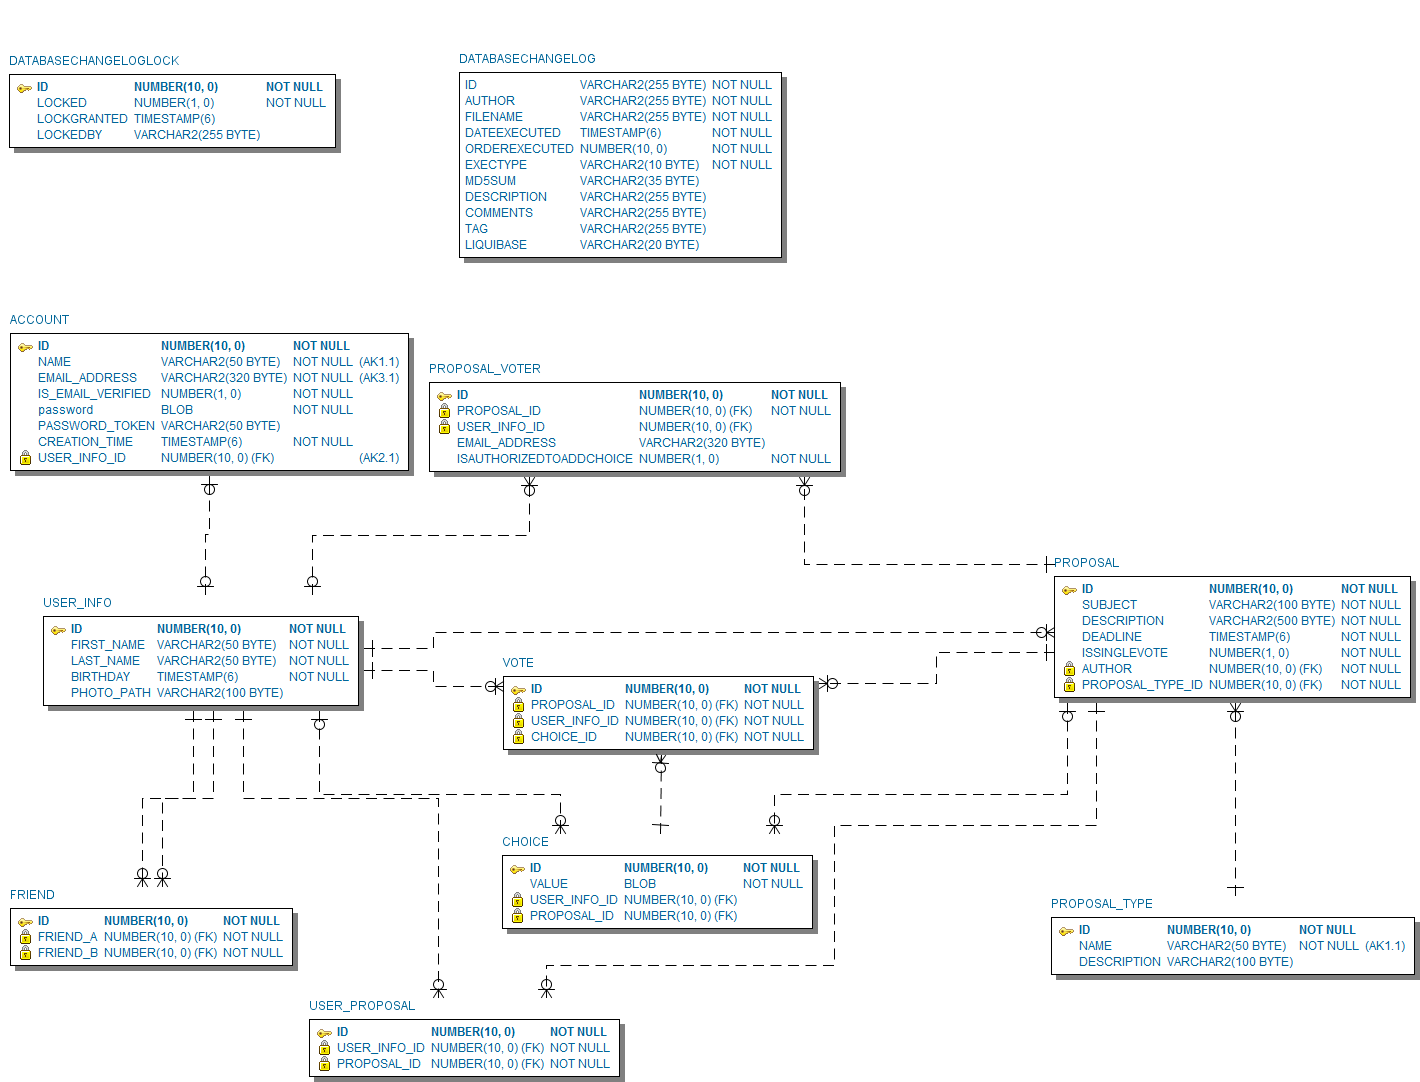 DATABASECHANGELOGLOCK
ID NUMBER(10, 0) NOT NULL
LOCKED NUMBER(1, 0) NOT NULL
LOCKGRANTED TIMESTAMP(6)
LOCKEDBY VARCHAR2(255 BYTE)
DATABASECHANGELOG
ID VARCHAR2(255 BYTE) NOT NULL
AUTHOR VARCHAR2(255 BYTE) NOT NULL
FILENAME VARCHAR2(255 BYTE) NOT NULL
DATEEXECUTED TIMESTAMP(6) NOT NULL
ORDEREXECUTED NUMBER(10, 0) NOT NULL
EXECTYPE VARCHAR2(10 BYTE) NOT NULL
MD5SUM VARCHAR2(35 BYTE)
DESCRIPTION VARCHAR2(255 BYTE)
COMMENTS VARCHAR2(255 BYTE)
TAG VARCHAR2(255 BYTE)
LIQUIBASE VARCHAR2(20 BYTE)
ACCOUNT
ID NUMBER(10, 0) NOT NULL
NAME VARCHAR2(50 BYTE) NOT NULL (AK1.1)
EMAIL_ADDRESS VARCHAR2(320 BYTE) NOT NULL (AK3.1)
IS_EMAIL_VERIFIED NUMBER(1, 0) NOT NULL
password BLOB NOT NULL
PASSWORD_TOKEN VARCHAR2(50 BYTE)
CREATION_TIME TIMESTAMP(6) NOT NULL
USER_INFO_ID NUMBER(10, 0) (FK) (AK2.1)
PROPOSAL_VOTER
ID NUMBER(10, 0) NOT NULL
PROPOSAL_ID NUMBER(10, 0) (FK) NOT NULL
USER_INFO_ID NUMBER(10, 0) (FK)
EMAIL_ADDRESS VARCHAR2(320 BYTE)
ISAUTHORIZEDTOADDCHOICE NUMBER(1, 0) NOT NULL
PROPOSAL
ID NUMBER(10, 0) NOT NULL
SUBJECT VARCHAR2(100 BYTE) NOT NULL
DESCRIPTION VARCHAR2(500 BYTE) NOT NULL
DEADLINE TIMESTAMP(6) NOT NULL
ISSINGLEVOTE NUMBER(1, 0) NOT NULL
AUTHOR NUMBER(10, 0) (FK) NOT NULL
PROPOSAL_TYPE_ID NUMBER(10, 0) (FK) NOT NULL
USER_INFO
ID NUMBER(10, 0) NOT NULL
FIRST_NAME VARCHAR2(50 BYTE) NOT NULL
LAST_NAME VARCHAR2(50 BYTE) NOT NULL
BIRTHDAY TIMESTAMP(6) NOT NULL
PHOTO_PATH VARCHAR2(100 BYTE)
VOTE
ID NUMBER(10, 0) NOT NULL
PROPOSAL_ID NUMBER(10, 0) (FK) NOT NULL
USER_INFO_ID NUMBER(10, 0) (FK) NOT NULL
CHOICE_ID NUMBER(10, 0) (FK) NOT NULL
CHOICE
ID NUMBER(10, 0) NOT NULL
VALUE BLOB NOT NULL
USER_INFO_ID NUMBER(10, 0) (FK)
PROPOSAL_ID NUMBER(10, 0) (FK)
FRIEND
ID NUMBER(10, 0) NOT NULL
FRIEND_A NUMBER(10, 0) (FK) NOT NULL
FRIEND_B NUMBER(10, 0) (FK) NOT NULL
PROPOSAL_TYPE
ID NUMBER(10, 0) NOT NULL
NAME VARCHAR2(50 BYTE) NOT NULL (AK1.1)
DESCRIPTION VARCHAR2(100 BYTE)
USER_PROPOSAL
ID NUMBER(10, 0) NOT NULL
USER_INFO_ID NUMBER(10, 0) (FK) NOT NULL
PROPOSAL_ID NUMBER(10, 0) (FK) NOT NULL